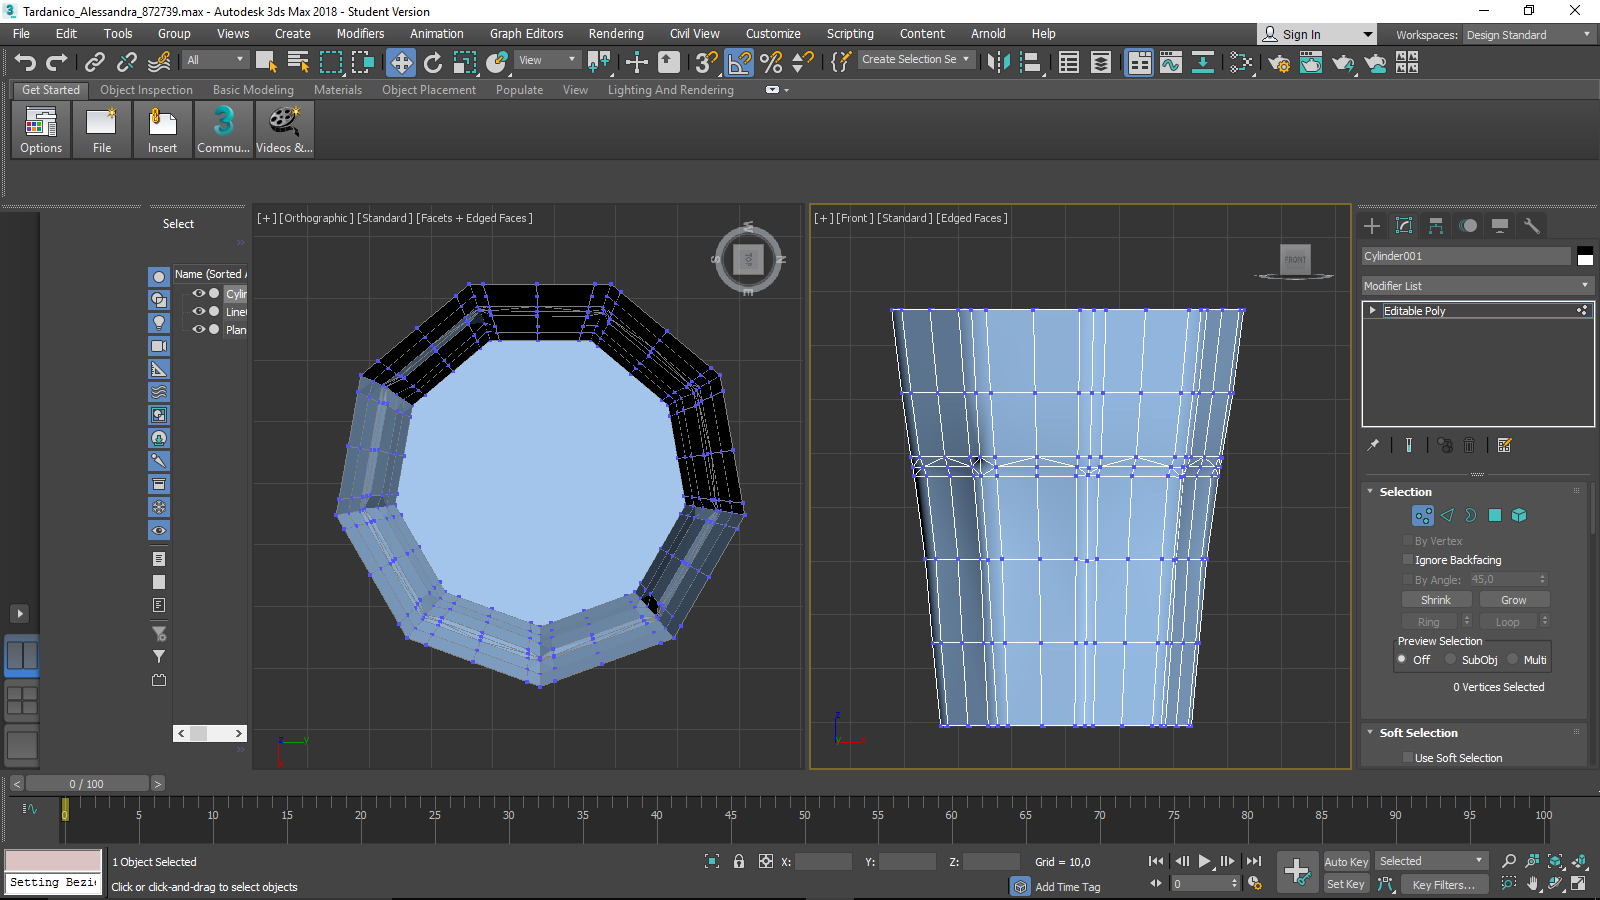 Tardanico_Alessandra_872739.max - Autodesk 3ds Max 2018 - Student Version
File Edit Tools Group Views Create Modifiers Animation Graph Editors Rendering Civil View Customize Scripting Content Arnold Help Sign In Workspaces: Design Standard
All View Create Selection Se
Get Started Object Inspection Basic Modeling Materials Object Placement Populate View Lighting And Rendering
Options File Insert Commu... Videos &...
Select
[+] [Orthographic] [Standard] [Facets + Edged Faces]
[+] [Front] [Standard] [Edged Faces]
W
S TOP N
E
FRONT
Name (Sorted A
Cylin
Line
Plan
Cylinder001
Modifier List
Editable Poly
Selection
By Vertex
Ignore Backfacing
By Angle: 45,0
Shrink Grow
Ring Loop
Preview Selection
Off SubObj Multi
0 Vertices Selected
Soft Selection
Use Soft Selection
z y
z y x
< 0 / 100 >
0 5 10 15 20 25 30 35 40 45 50 55 60 65 70 75 80 85 90 95 100
1 Object Selected X: Y: Z: Grid = 10,0 Auto Key Selected
Setting Bezie Click or click-and-drag to select objects Add Time Tag 0 Set Key Key Filters...